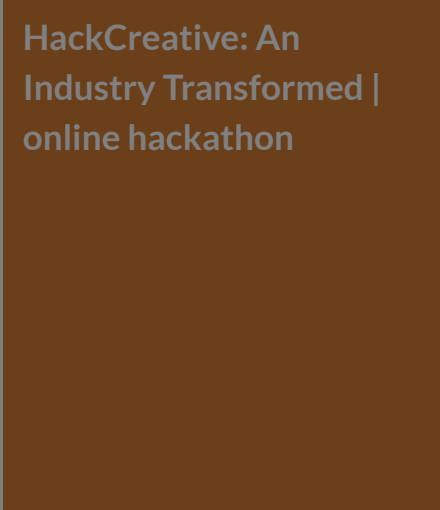 HackCreative: An
Industry Transformed |
online hackathon